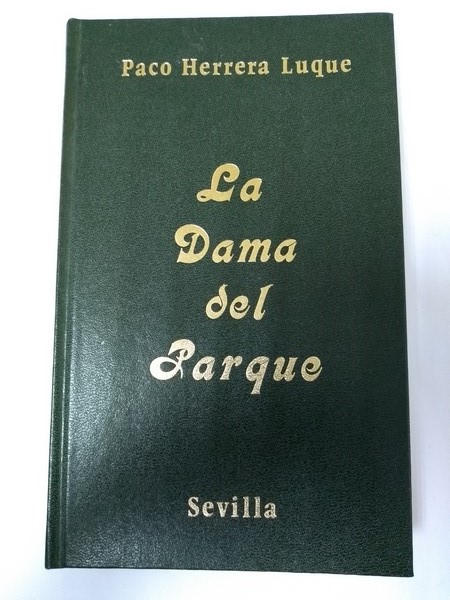 Paco Herrera Luque
La
Dama
del
Parque
Sevilla